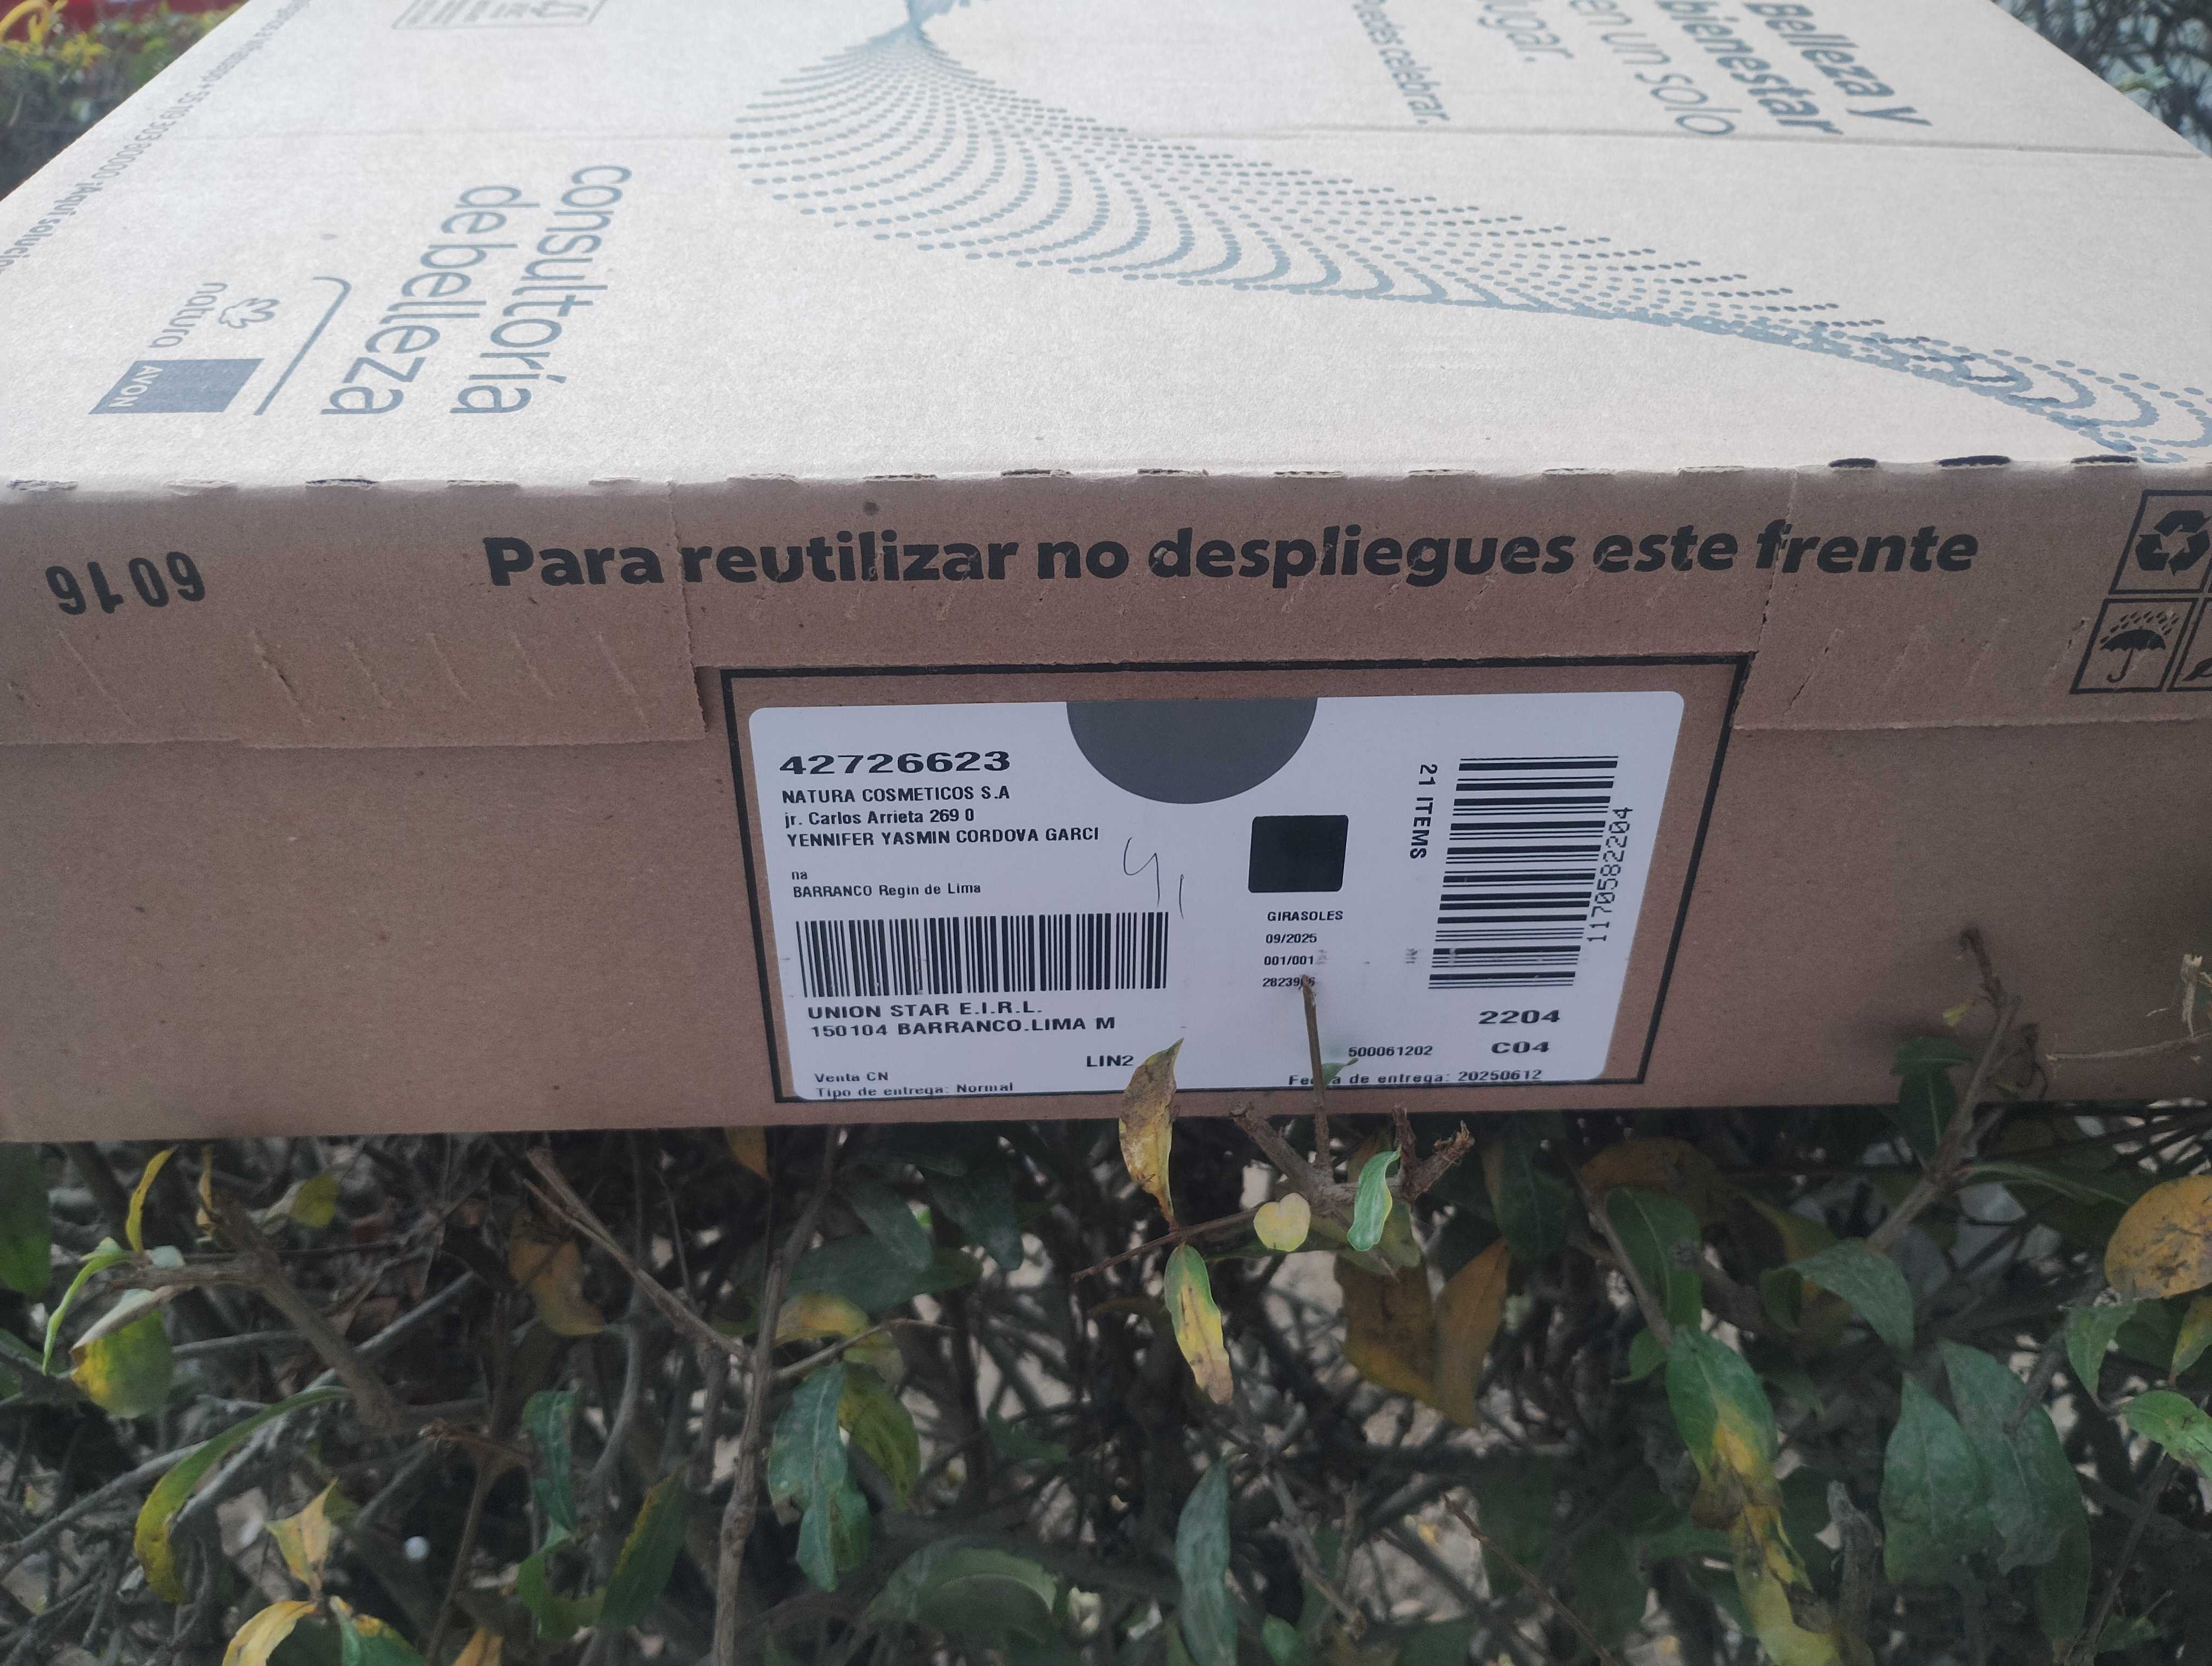 Belleza y
bienestar
en un solo
lugar.
Puedes celebrar.
consultoría
de belleza
natura
AVON
Para reutilizar no despliegues este frente
6016
42726623
NATURA COSMETICOS S.A
jr. Carlos Arrieta 269 0
YENNIFER YASMIN CORDOVA GARCI
na
BARRANCO Regin de Lima
21 ITEMS
1170582204
GIRASOLES
09/2025
001/001
UNION STAR E.I.R.L.
150104 BARRANCO.LIMA M
2204
LIN2
500061202
C04
Venta CN
Tipo de entrega: Normal
Fecha de entrega: 20250612